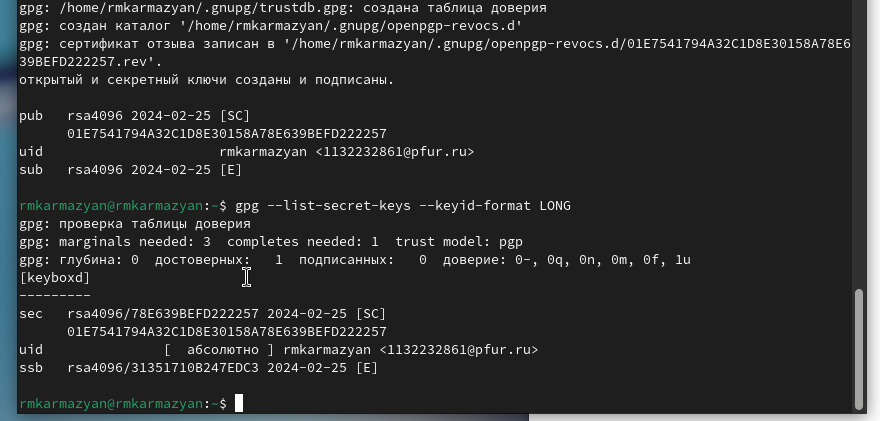 gpg: /home/rmkarmazyan/.gnupg/trustdb.gpg: создана таблица доверия
gpg: создан каталог '/home/rmkarmazyan/.gnupg/openpgp-revocs.d'
gpg: сертификат отзыва записан в '/home/rmkarmazyan/.gnupg/openpgp-revocs.d/01E7541794A32C1D8E30158A78E6
39BEFD222257.rev'.
открытый и секретный ключи созданы и подписаны.
pub   rsa4096 2024-02-25 [SC]
      01E7541794A32C1D8E30158A78E639BEFD222257
uid                      rmkarmazyan <1132232861@pfur.ru>
sub   rsa4096 2024-02-25 [E]
rmkarmazyan@rmkarmazyan:~$ gpg --list-secret-keys --keyid-format LONG
gpg: проверка таблицы доверия
gpg: marginals needed: 3  completes needed: 1  trust model: pgp
gpg: глубина: 0  достоверных:   1  подписанных:   0  доверие: 0-, 0q, 0n, 0m, 0f, 1u
[keyboxd]
---------
sec   rsa4096/78E639BEFD222257 2024-02-25 [SC]
      01E7541794A32C1D8E30158A78E639BEFD222257
uid               [  абсолютно ] rmkarmazyan <1132232861@pfur.ru>
ssb   rsa4096/31351710B247EDC3 2024-02-25 [E]
rmkarmazyan@rmkarmazyan:~$